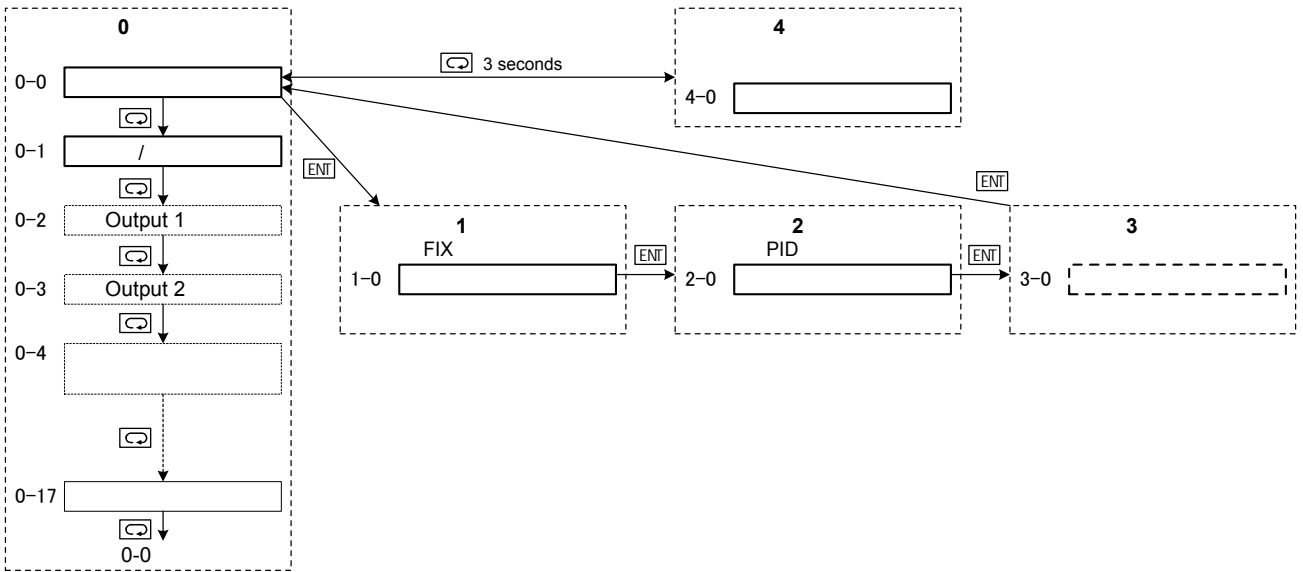 0
4
3 seconds
0-0
4-0
0-1 /
ENT
ENT
0-2 Output 1
1
2
3
FIX
ENT
PID
ENT
1-0
2-0
3-0
0-3 Output 2
0-4
0-17
0-0